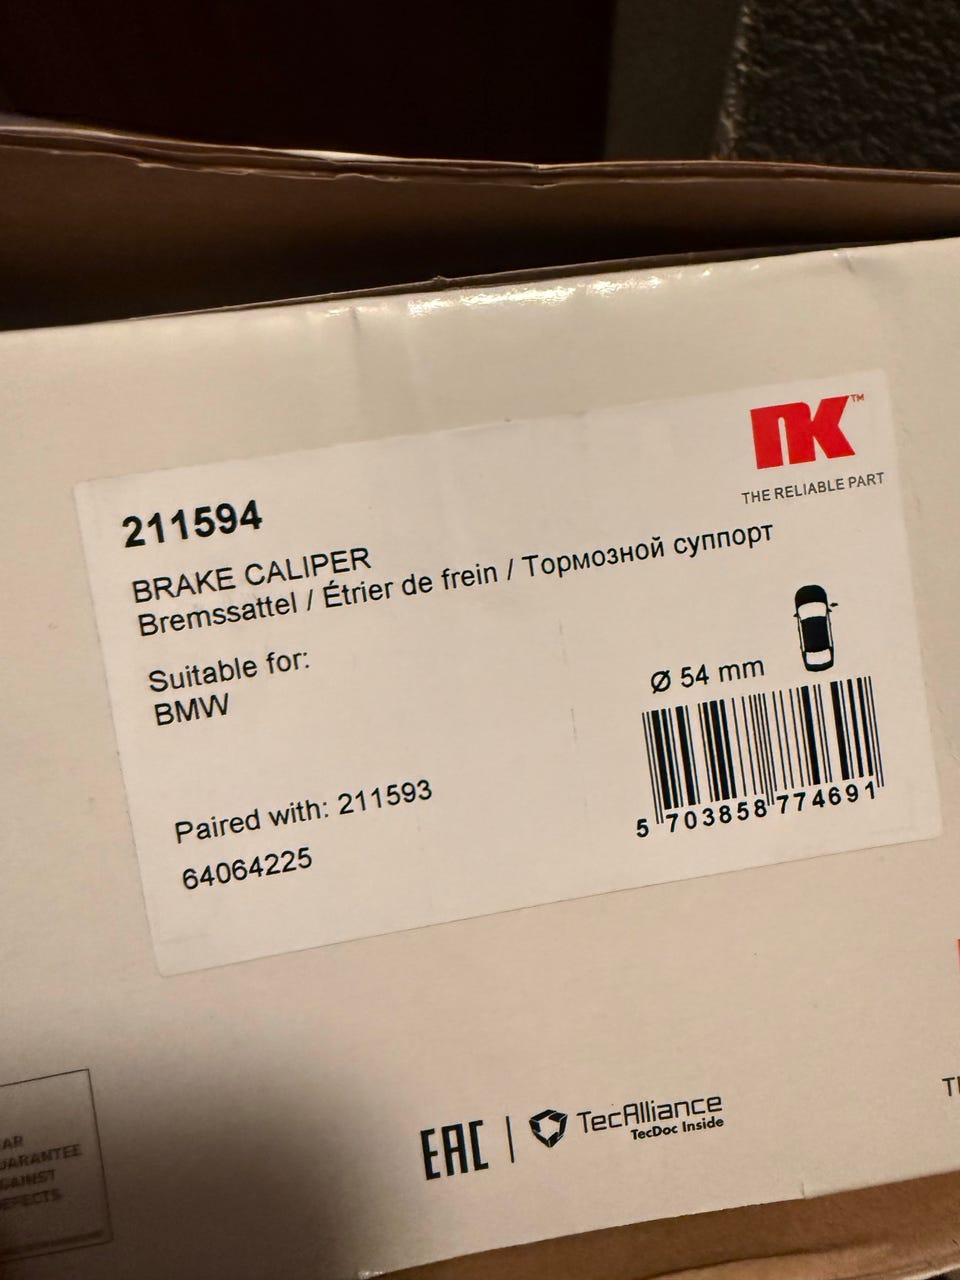 NK™
THE RELIABLE PART
211594
BRAKE CALIPER
Bremssattel / Étrier de frein / Тормозной суппорт
Suitable for:
BMW
Ø 54 mm
Paired with: 211593
64064225
5 703858 774691
EAC | TecAlliance
TecDoc Inside